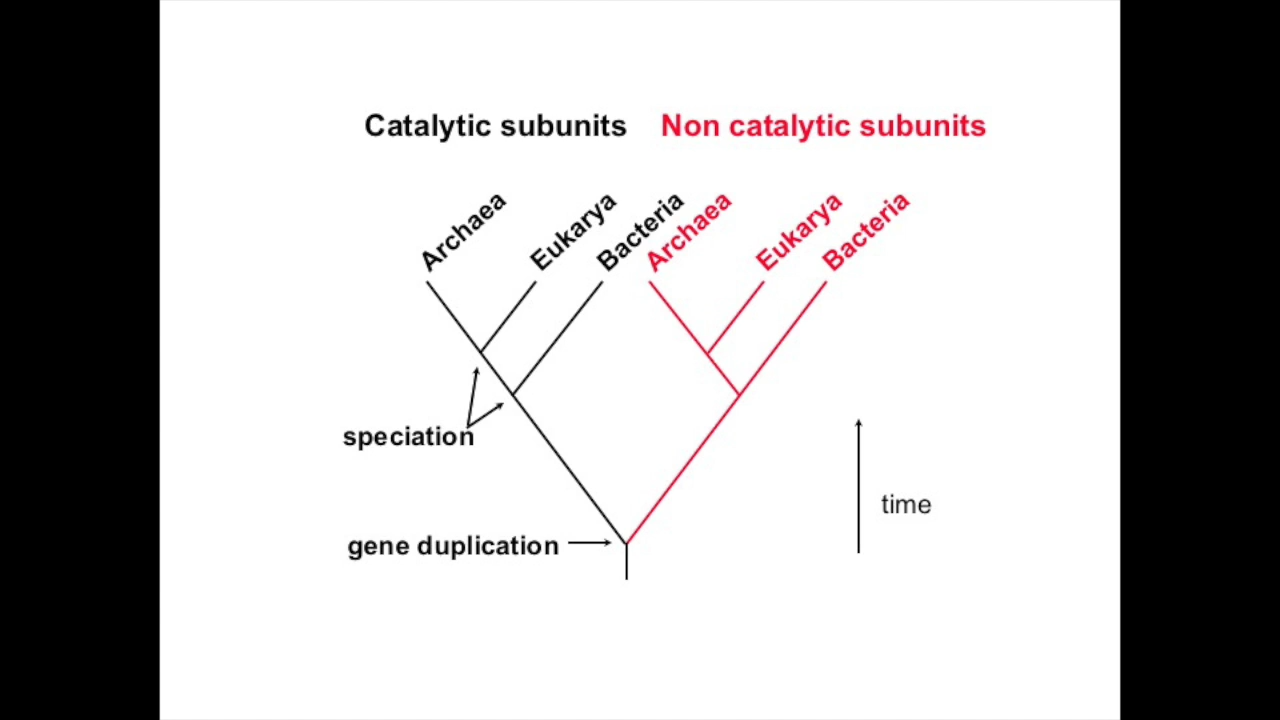 Catalytic subunits
Non catalytic subunits
Archaea
Eukarya
Bacteria
Archaea
Eukarya
Bacteria
speciation
time
gene duplication